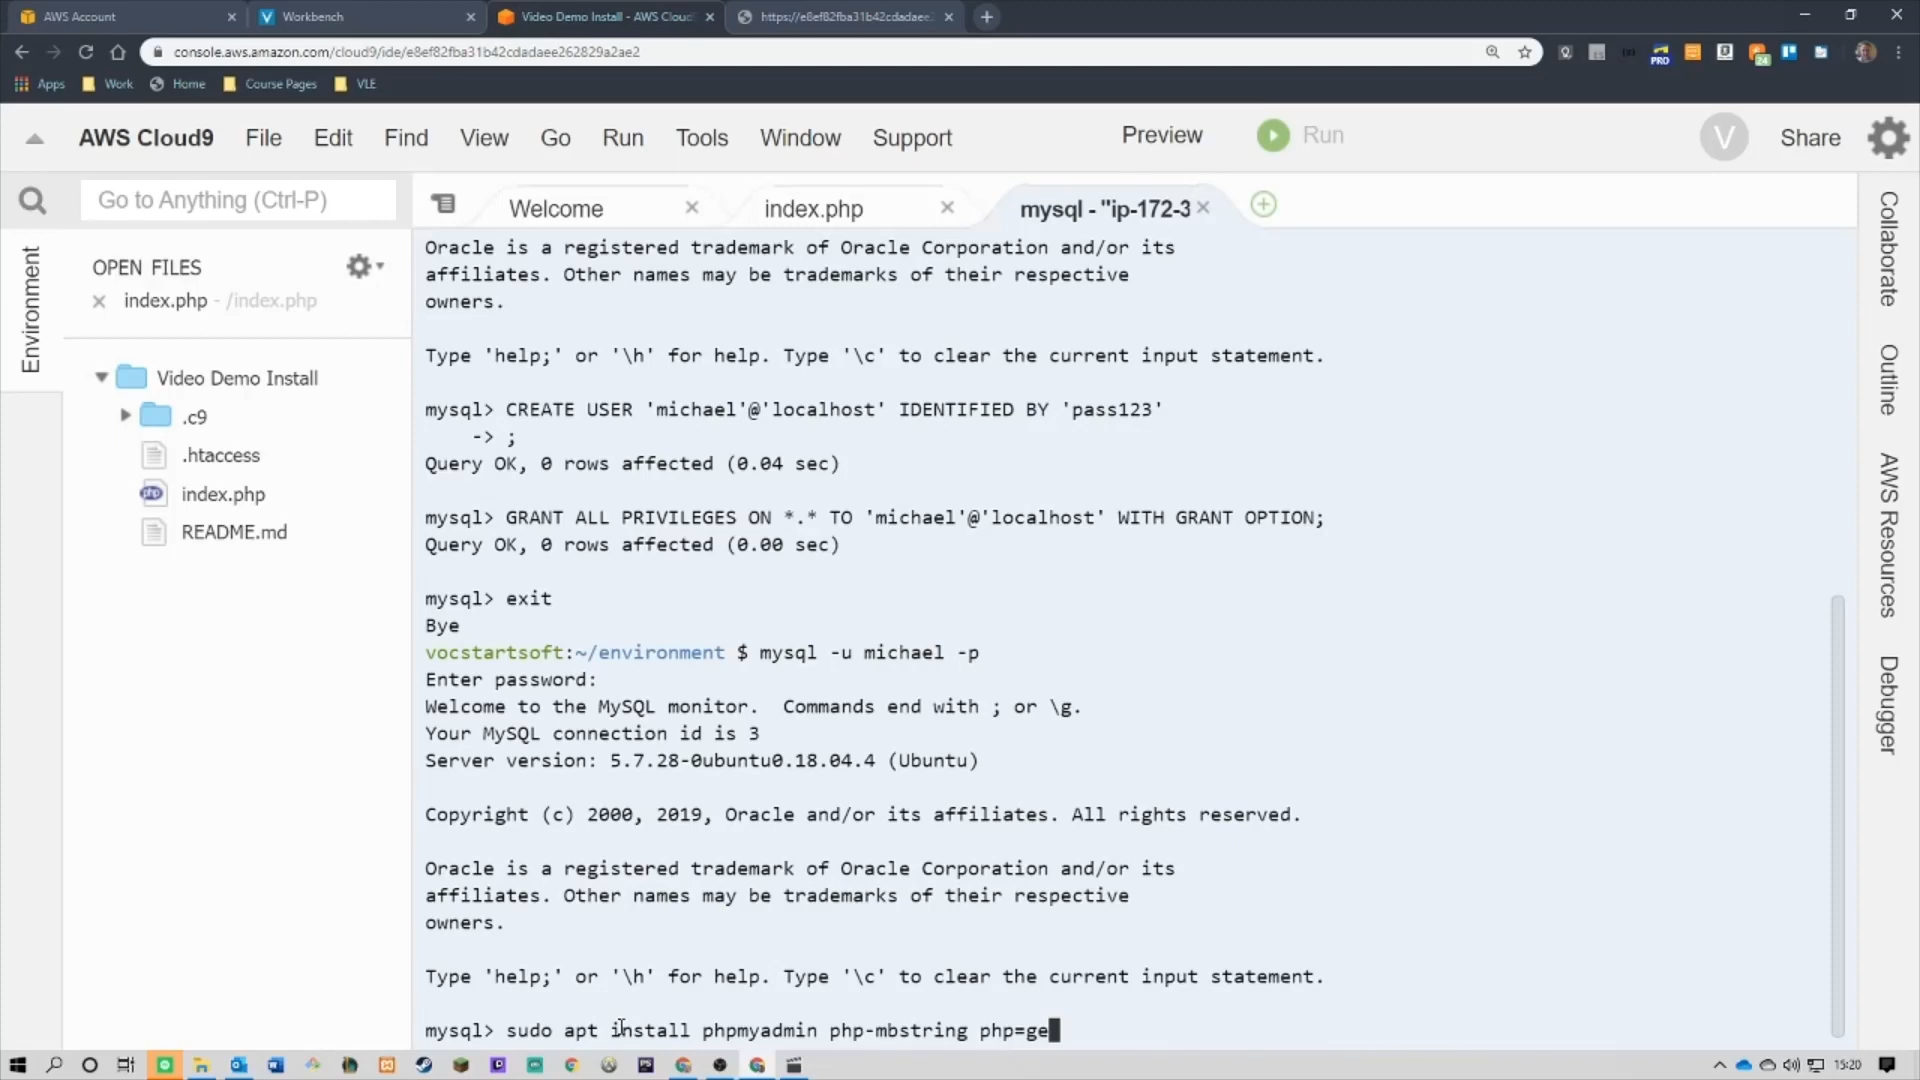 AWS Account
Workbench
Video Demo Install - AWS Cloud
https://e8ef82fba31b42cdadaee
console.aws.amazon.com/cloud9/ide/e8ef82fba31b42cdadaee262829a2ae2
PRO
24
Apps
Work
Home
Course Pages
VLE
AWS Cloud9
File
Edit
Find
View
Go
Run
Tools
Window
Support
Preview
Run
V
Share
Go to Anything (Ctrl-P)
Welcome
index.php
mysql - "ip-172-3
Environment
OPEN FILES
index.php - /index.php
Video Demo Install
.c9
.htaccess
php
index.php
README.md
Oracle is a registered trademark of Oracle Corporation and/or its
affiliates. Other names may be trademarks of their respective
owners.
Type 'help;' or '\h' for help. Type '\c' to clear the current input statement.
mysql> CREATE USER 'michael'@'localhost' IDENTIFIED BY 'pass123'
-> ;
Query OK, 0 rows affected (0.04 sec)
mysql> GRANT ALL PRIVILEGES ON *.* TO 'michael'@'localhost' WITH GRANT OPTION;
Query OK, 0 rows affected (0.00 sec)
mysql> exit
Bye
vocstartsoft:~/environment $ mysql -u michael -p
Enter password:
Welcome to the MySQL monitor.  Commands end with ; or \g.
Your MySQL connection id is 3
Server version: 5.7.28-0ubuntu0.18.04.4 (Ubuntu)
Copyright (c) 2000, 2019, Oracle and/or its affiliates. All rights reserved.
Oracle is a registered trademark of Oracle Corporation and/or its
affiliates. Other names may be trademarks of their respective
owners.
Type 'help;' or '\h' for help. Type '\c' to clear the current input statement.
mysql> sudo apt install phpmyadmin php-mbstring php=ge
Collaborate
Outline
AWS Resources
Debugger
15:20